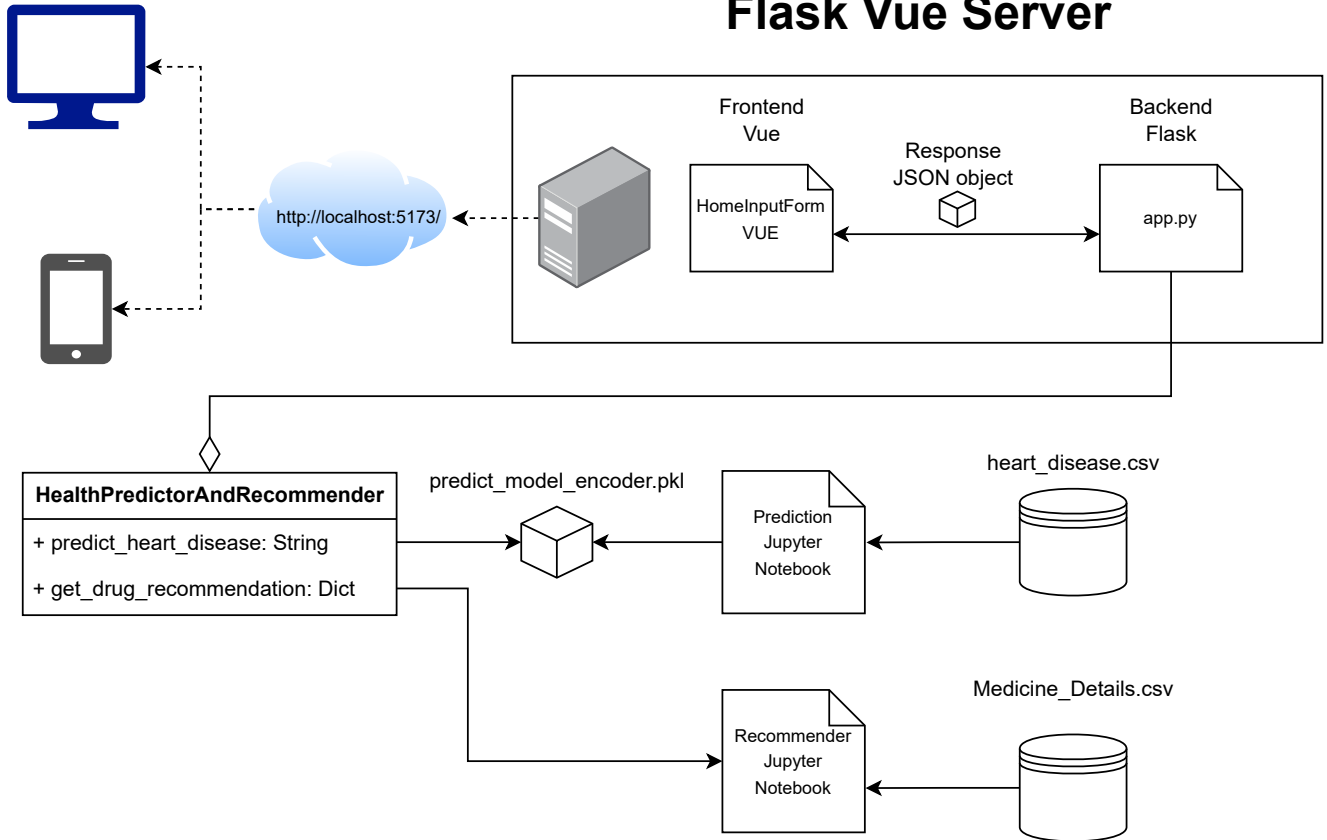 Flask Vue Server
Frontend
Vue
Backend
Flask
Response
JSON object
HomeInputForm
VUE
app.py
http://localhost:5173/
HealthPredictorAndRecommender
+ predict_heart_disease: String
+ get_drug_recommendation: Dict
predict_model_encoder.pkl
Prediction
Jupyter
Notebook
heart_disease.csv
Recommender
Jupyter
Notebook
Medicine_Details.csv